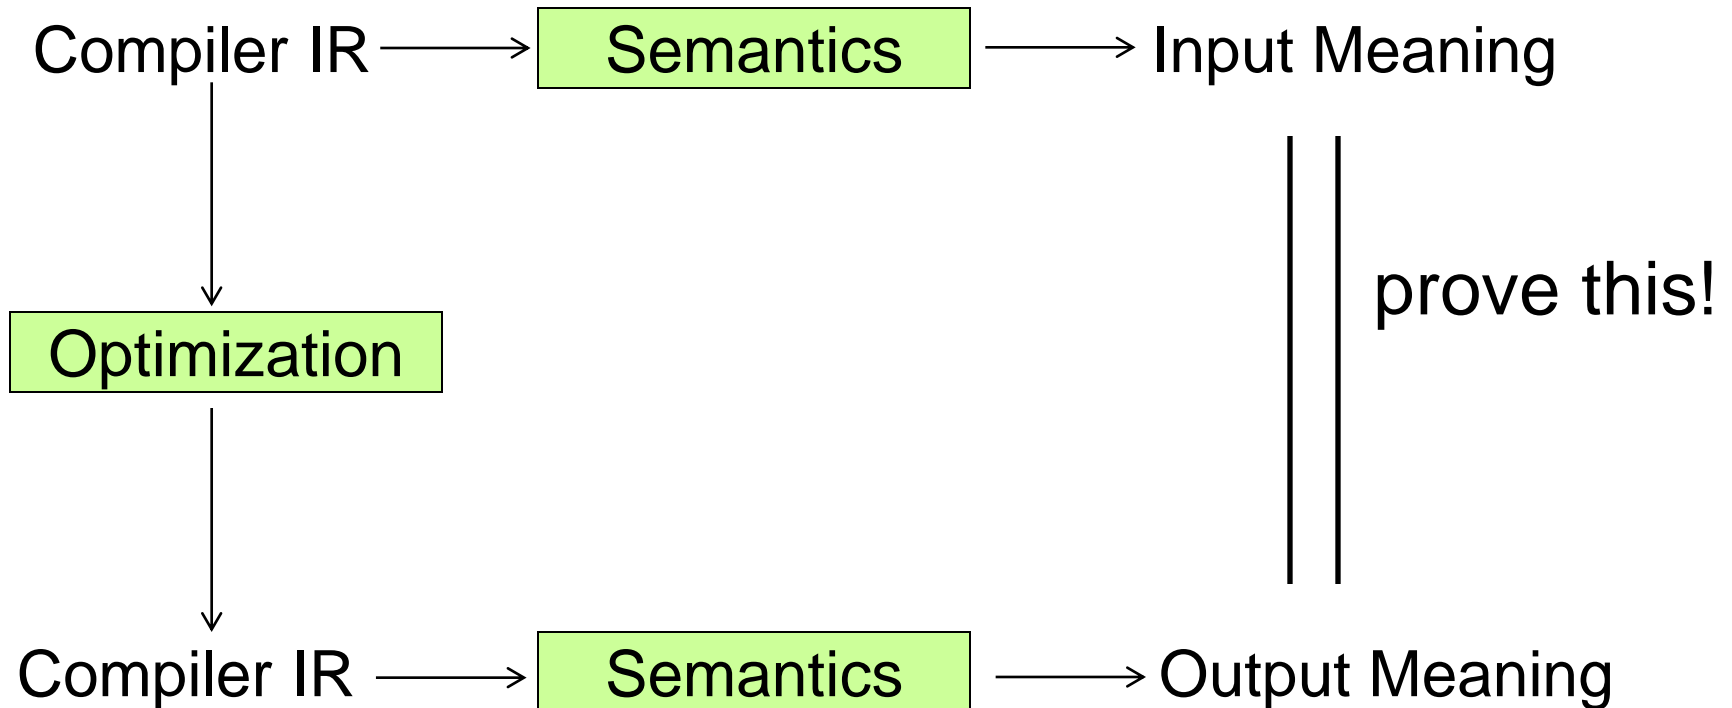 Compiler IR
Semantics
Input Meaning
prove this!
Optimization
Compiler IR
Semantics
Output Meaning